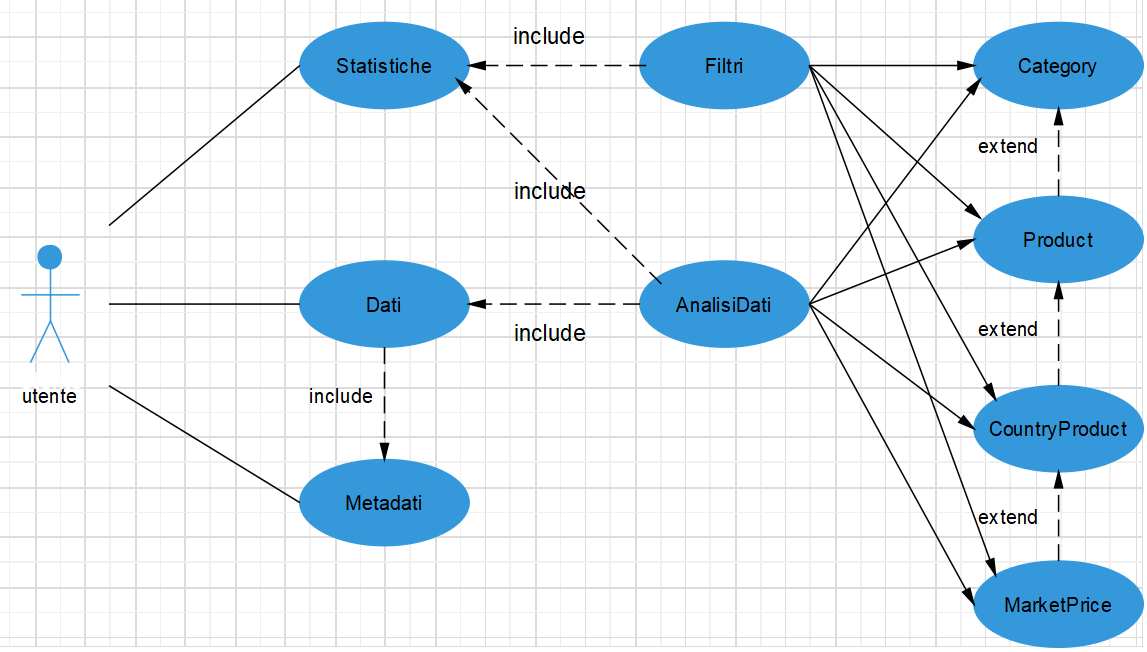 include
Statistiche
Filtri
Category
extend
include
Product
Dati
AnalisiDati
include
extend
utente
include
CountryProduct
Metadati
extend
MarketPrice